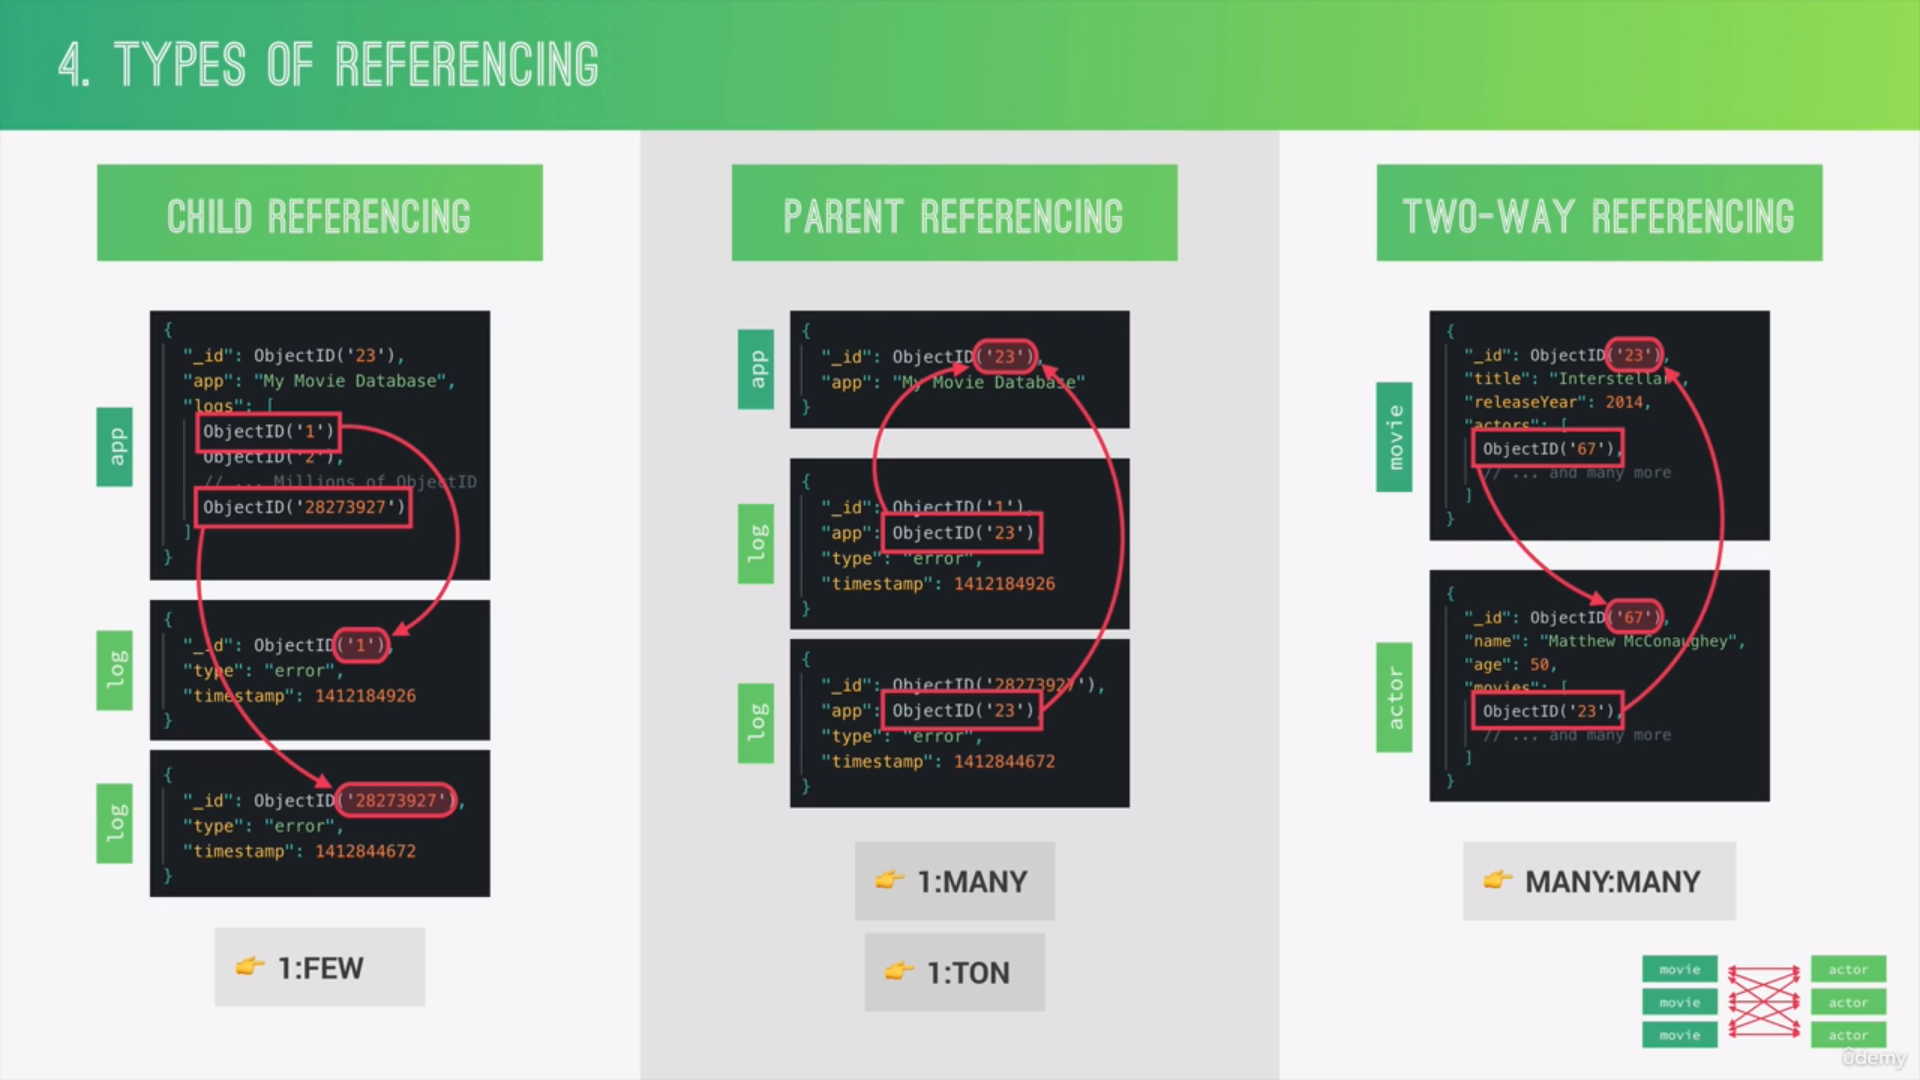 4. TYPES OF REFERENCING
CHILD REFERENCING
app
{
"_id": ObjectID('23'),
"app": "My Movie Database",
"logs": [
ObjectID('1')
ObjectID('2'),
// ... Millions of ObjectID
ObjectID('28273927')
]
}
log
{
"_id": ObjectID('1'),
"type": "error",
"timestamp": 1412184926
}
log
{
"_id": ObjectID('28273927'),
"type": "error",
"timestamp": 1412844672
}
👉 1:FEW
PARENT REFERENCING
app
{
"_id": ObjectID('23'),
"app": "My Movie Database"
}
log
{
"_id": ObjectID('1'),
"app": ObjectID('23'),
"type": "error",
"timestamp": 1412184926
}
log
{
"_id": ObjectID('28273927'),
"app": ObjectID('23'),
"type": "error",
"timestamp": 1412844672
}
👉 1:MANY
👉 1:TON
TWO-WAY REFERENCING
movie
{
"_id": ObjectID('23'),
"title": "Interstellar",
"releaseYear": 2014,
"actors": [
ObjectID('67'),
// ... and many more
]
}
actor
{
"_id": ObjectID('67'),
"name": "Matthew McConaughey",
"age": 50,
"movies": [
ObjectID('23'),
// ... and many more
]
}
👉 MANY:MANY
movie actor
movie actor
movie actor
ûdemy